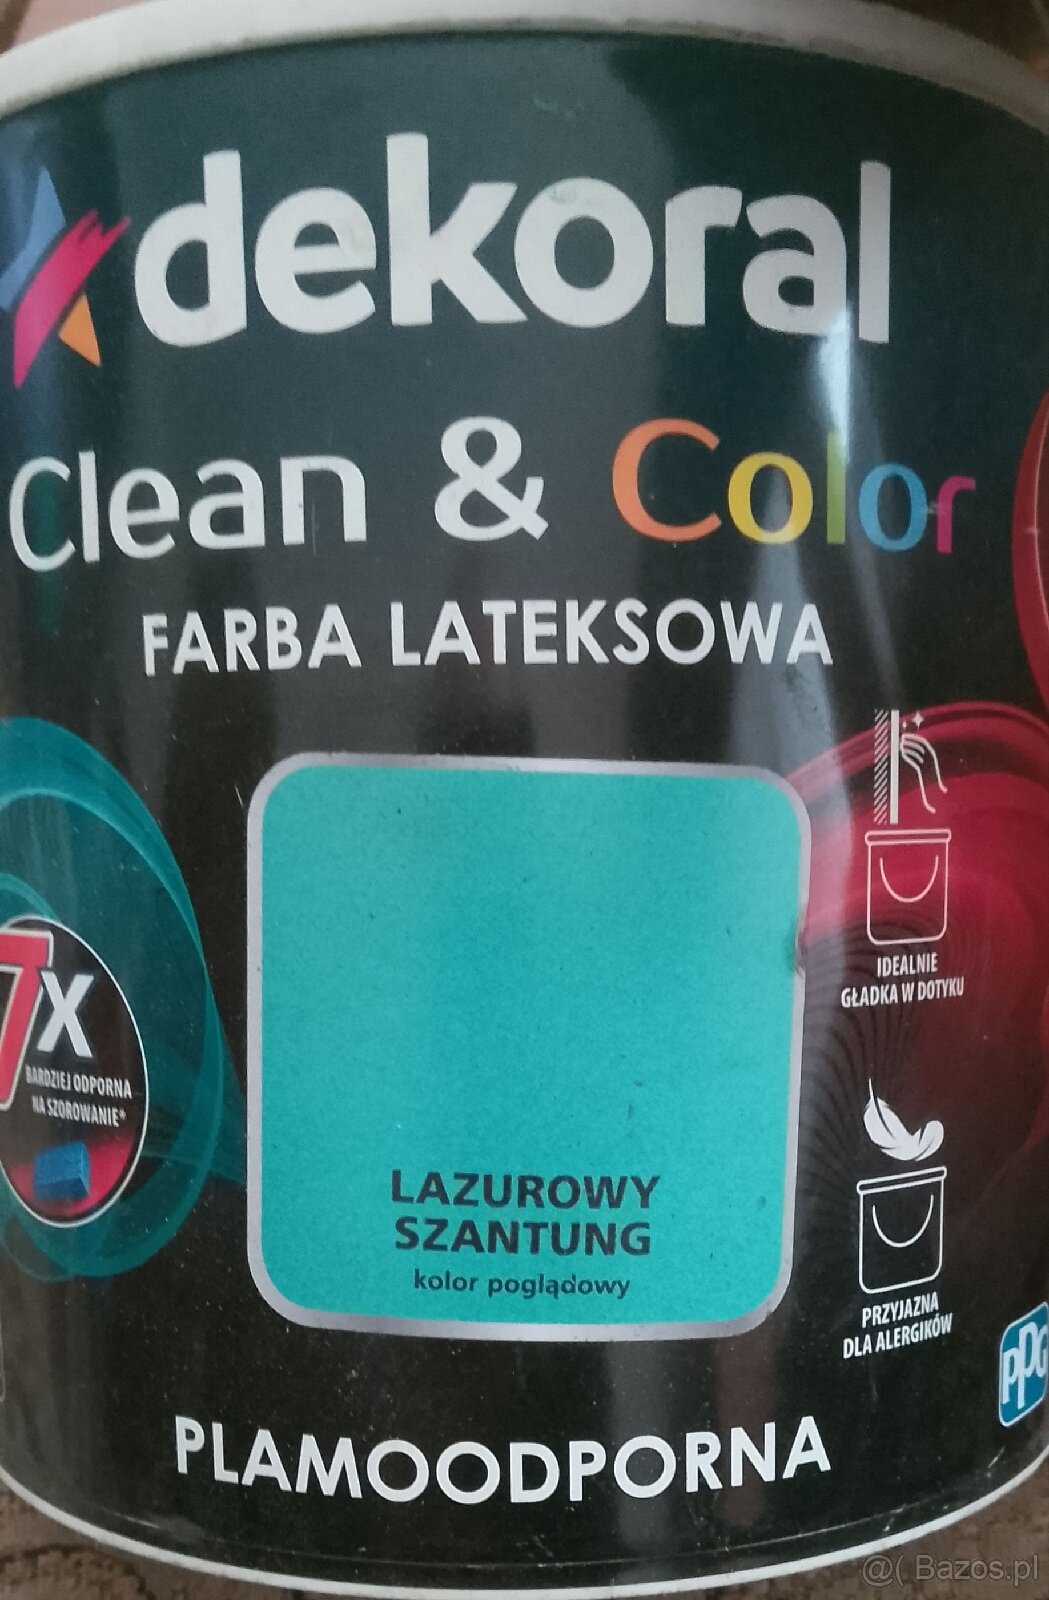 dekoral
Clean & Color
FARBA LATEKSOWA
IDEALNIE
GŁADKA W DOTYKU
7X
BARDZIEJ ODPORNA
NA SZOROWANIE*
LAZUROWY
SZANTUNG
kolor poglądowy
PRZYJAZNA
DLA ALERGIKÓW
PPG
PLAMOODPORNA
@( Bazos.pl